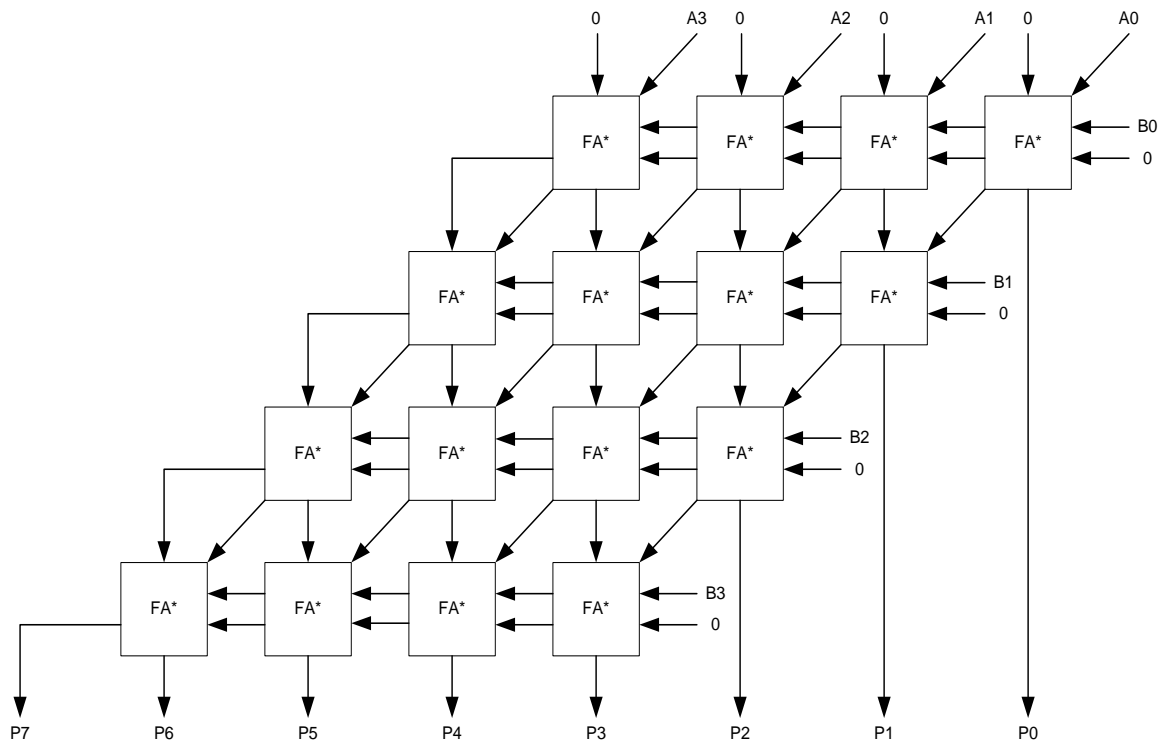 0 A3 0 A2 0 A1 0 A0
FA* FA* FA* FA* B0
0
FA* FA* FA* FA* B1
0
FA* FA* FA* FA* B2
0
FA* FA* FA* FA* B3
0
P7 P6 P5 P4 P3 P2 P1 P0